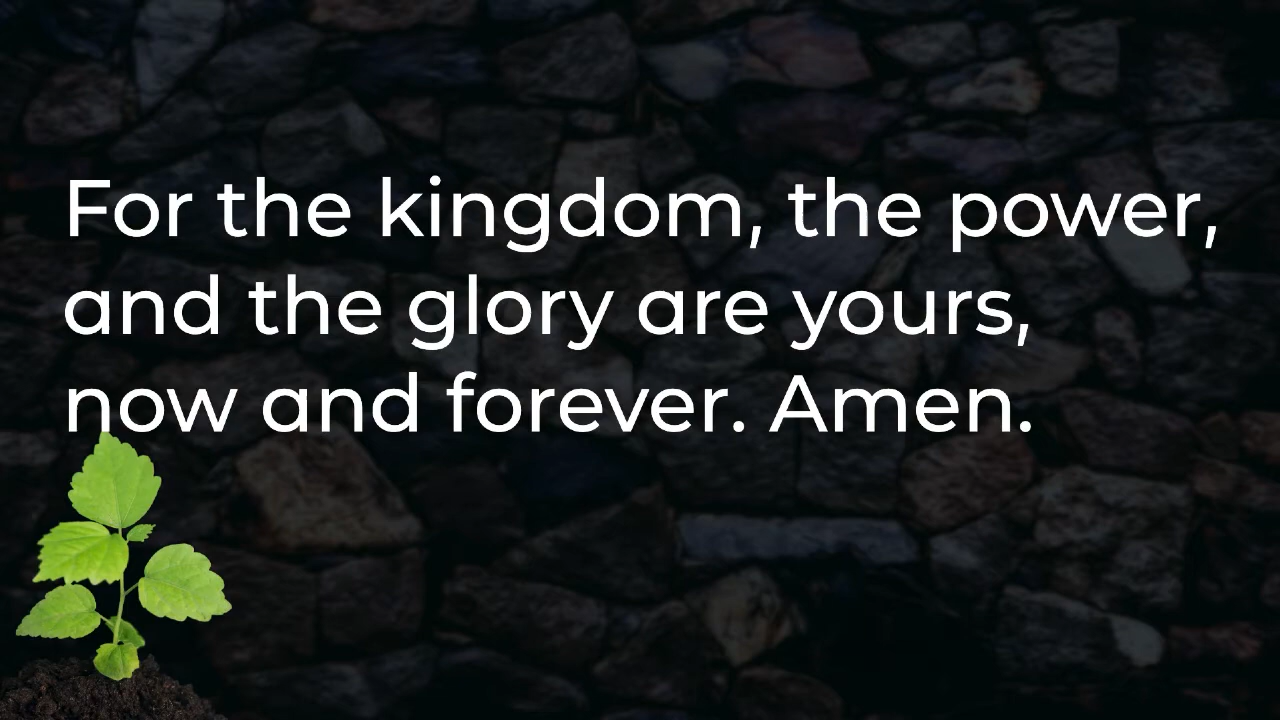 For the kingdom, the power,
and the glory are yours,
now and forever. Amen.